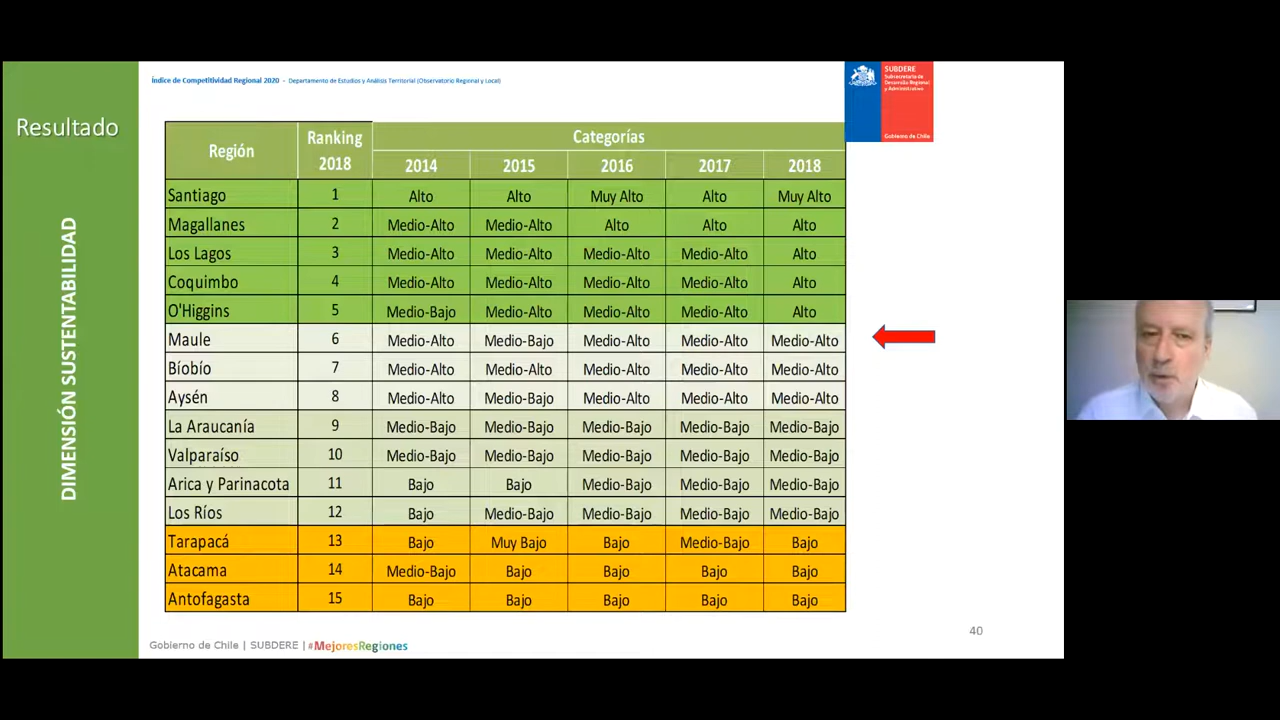 Índice de Competitividad Regional 2020 – Departamento de Estudios y Análisis Territorial (Observatorio Regional y Local)
SUBDERE
Subsecretaría de
Desarrollo Regional
y Administrativo
Gobierno de Chile
Resultado
DIMENSIÓN SUSTENTABILIDAD
Región Ranking 2018 Categorías
2014 2015 2016 2017 2018
Santiago 1 Alto Alto Muy Alto Alto Muy Alto
Magallanes 2 Medio-Alto Medio-Alto Alto Alto Alto
Los Lagos 3 Medio-Alto Medio-Alto Medio-Alto Medio-Alto Alto
Coquimbo 4 Medio-Alto Medio-Alto Medio-Alto Medio-Alto Alto
O'Higgins 5 Medio-Bajo Medio-Alto Medio-Alto Medio-Alto Alto
Maule 6 Medio-Alto Medio-Bajo Medio-Alto Medio-Alto Medio-Alto
Bíobío 7 Medio-Alto Medio-Alto Medio-Alto Medio-Alto Medio-Alto
Aysén 8 Medio-Alto Medio-Bajo Medio-Alto Medio-Alto Medio-Alto
La Araucanía 9 Medio-Bajo Medio-Bajo Medio-Bajo Medio-Bajo Medio-Bajo
Valparaíso 10 Medio-Bajo Medio-Bajo Medio-Bajo Medio-Bajo Medio-Bajo
Arica y Parinacota 11 Bajo Bajo Medio-Bajo Medio-Bajo Medio-Bajo
Los Ríos 12 Bajo Medio-Bajo Medio-Bajo Medio-Bajo Medio-Bajo
Tarapacá 13 Bajo Muy Bajo Bajo Medio-Bajo Bajo
Atacama 14 Medio-Bajo Bajo Bajo Bajo Bajo
Antofagasta 15 Bajo Bajo Bajo Bajo Bajo
40
Gobierno de Chile | SUBDERE | #MejoresRegiones